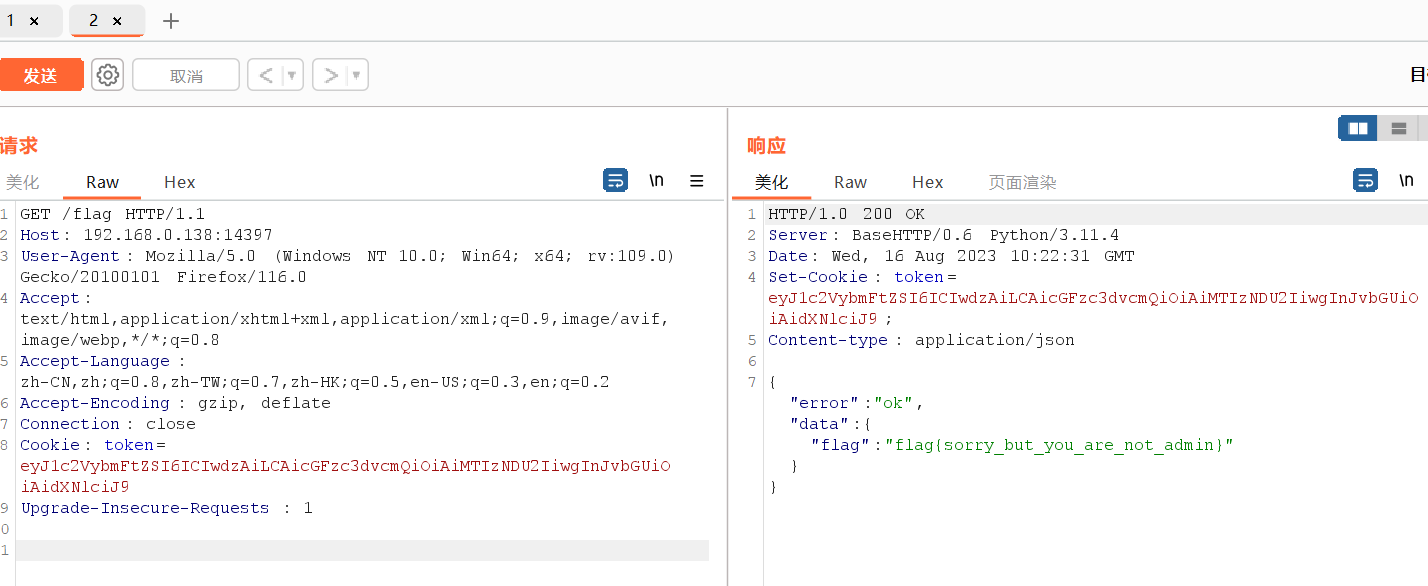 1 × 2 × +
发送 取消 < ▼ > ▼
请求
美化 Raw Hex \n ≡
1 GET /flag HTTP/1.1
2 Host: 192.168.0.138:14397
3 User-Agent: Mozilla/5.0 (Windows NT 10.0; Win64; x64; rv:109.0)
Gecko/20100101 Firefox/116.0
4 Accept:
text/html,application/xhtml+xml,application/xml;q=0.9,image/avif,
image/webp,*/*;q=0.8
5 Accept-Language:
zh-CN,zh;q=0.8,zh-TW;q=0.7,zh-HK;q=0.5,en-US;q=0.3,en;q=0.2
6 Accept-Encoding: gzip, deflate
7 Connection: close
8 Cookie: token=
eyJ1c2VybmFtZSI6ICIwdzAiLCAicGFzc3dvcmQiOiAiMTIzNDU2IiwgInJvbGUiO
iAidXNlciJ9
9 Upgrade-Insecure-Requests: 1
0
1
响应
美化 Raw Hex 页面渲染 \n
1 HTTP/1.0 200 OK
2 Server: BaseHTTP/0.6 Python/3.11.4
3 Date: Wed, 16 Aug 2023 10:22:31 GMT
4 Set-Cookie: token=
eyJ1c2VybmFtZSI6ICIwdzAiLCAicGFzc3dvcmQiOiAiMTIzNDU2IiwgInJvbGUiO
iAidXNlciJ9;
5 Content-type: application/json
6
7 {
"error":"ok",
"data":{
"flag":"flag{sorry_but_you_are_not_admin}"
}
}